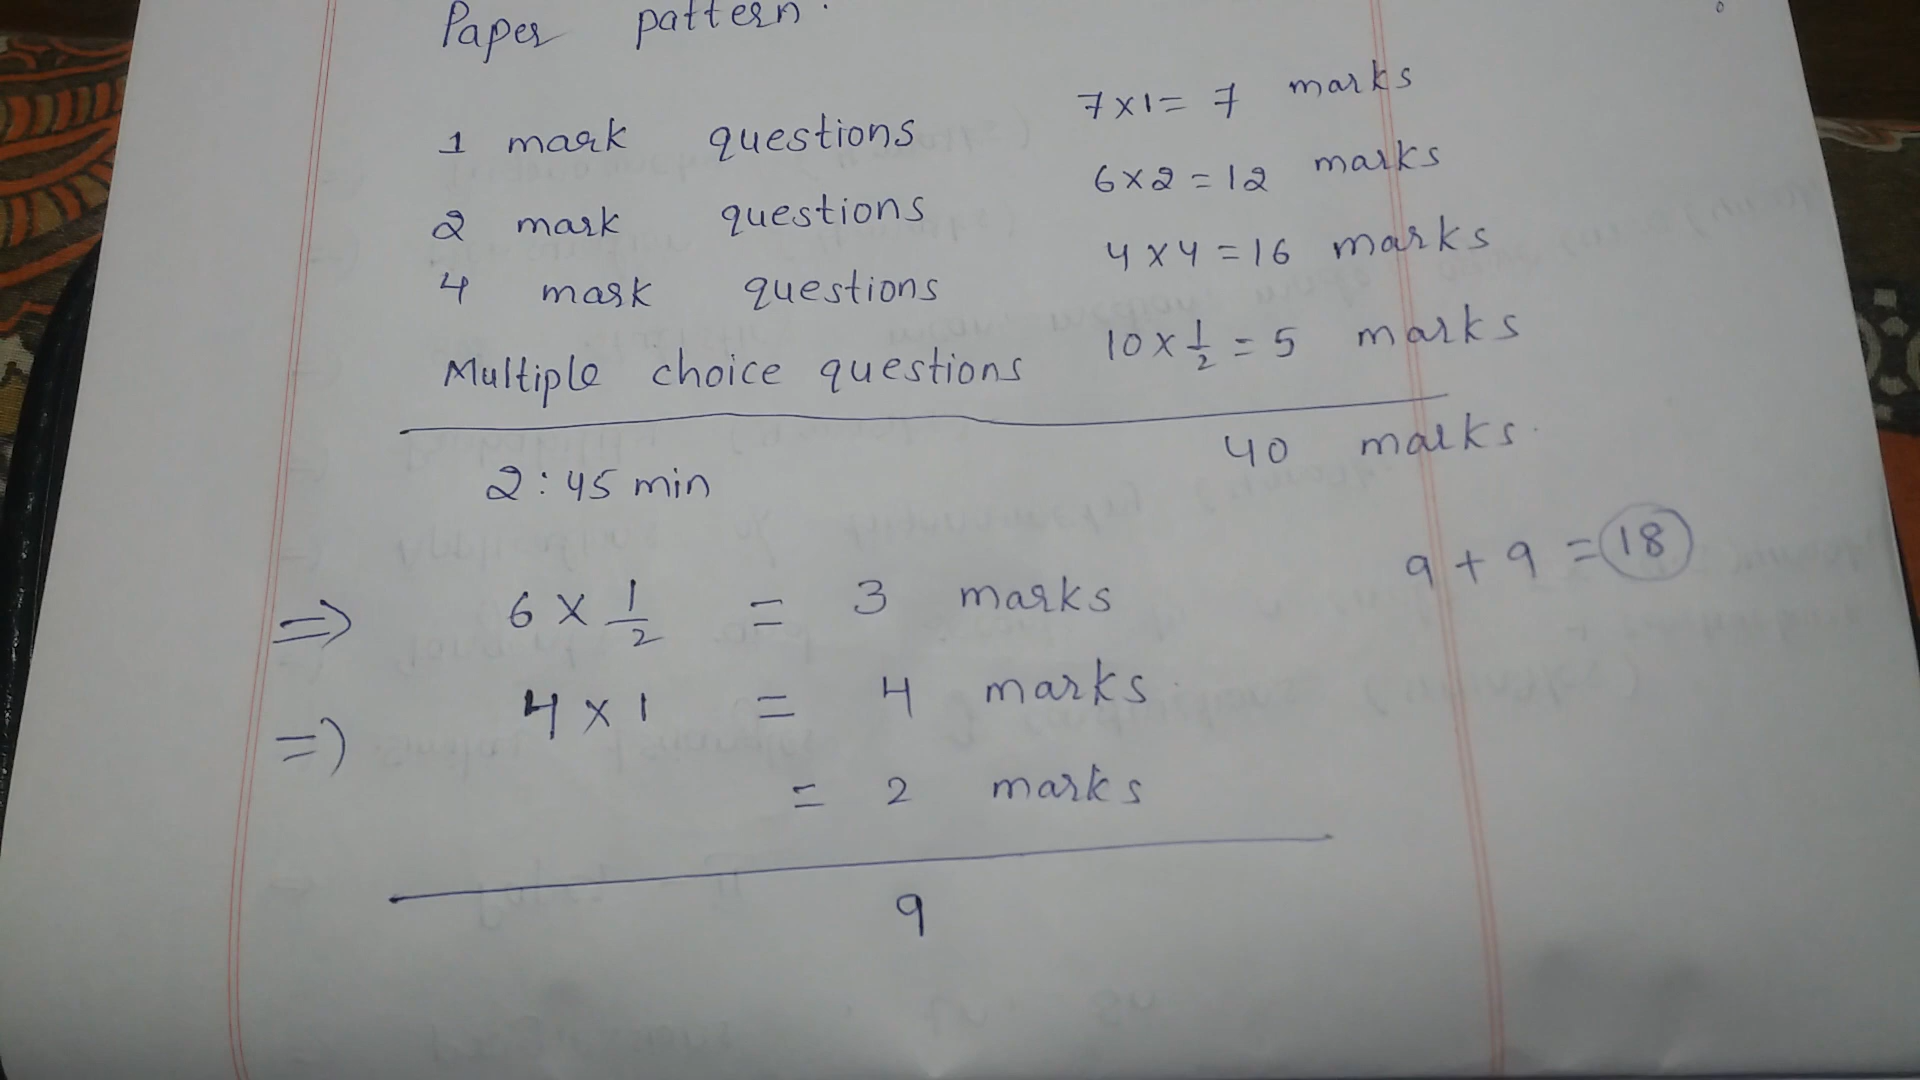 Paper pattern.
1 mark questions 7 x 1 = 7 marks
2 mark questions 6 x 2 = 12 marks
4 mark questions 4 x 4 = 16 marks
Multiple choice questions 10 x 1/2 = 5 marks
40 marks.
2 : 45 min
9 + 9 = 18
=> 6 x 1/2 = 3 marks
=> 4 x 1 = 4 marks.
= 2 marks
9